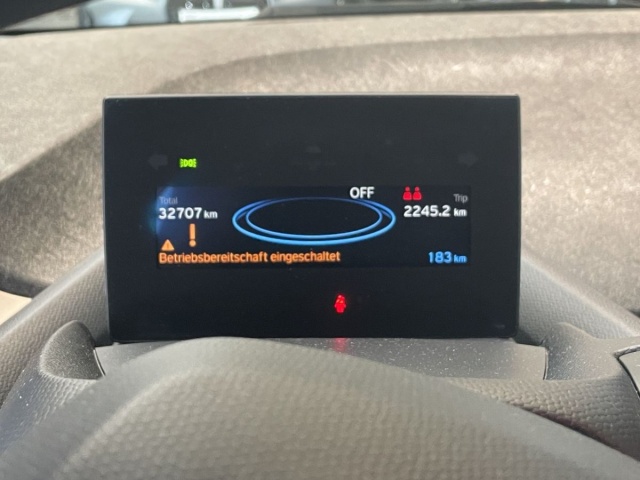 OFF
Total
Trip
32707 km
2245.2 km
Betriebsbereitschaft eingeschaltet
183 km